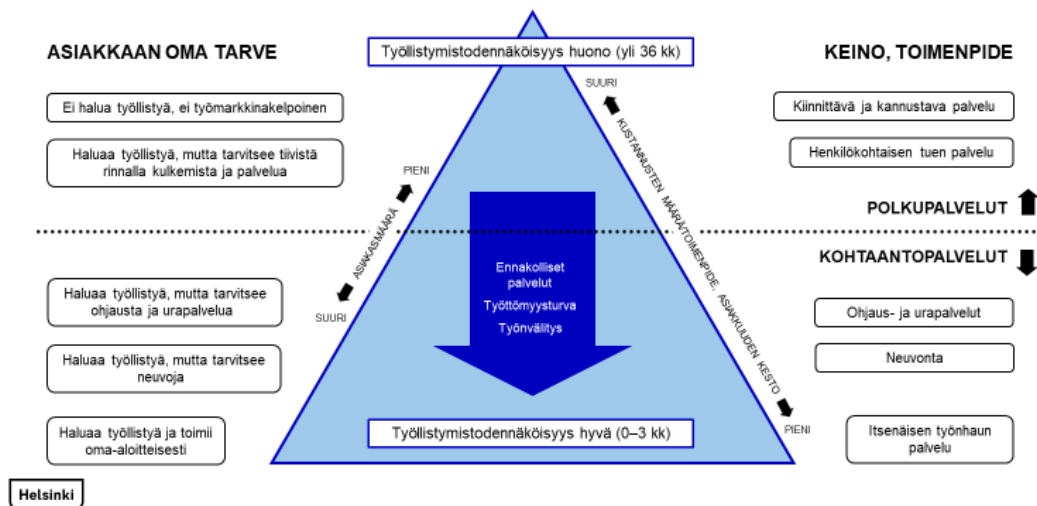 ASIAKKAAN OMA TARVE
Ei halua työllistyä, ei työmarkkinakelpoinen
Haluaa työllistyä, mutta tarvitsee tiivistä
rinnalla kulkemista ja palvelua
Haluaa työllistyä, mutta tarvitsee
ohjausta ja urapalvelua
Haluaa työllistyä, mutta tarvitsee
neuvoja
Haluaa työllistyä ja toimii
oma-aloitteisesti
Työllistymistodennäköisyys huono (yli 36 kk)
PIENI
ASIAKASMÄÄRÄ
SUURI
Ennakolliset
palvelut
Työttömyysturva
Työnvälitys
Työllistymistodennäköisyys hyvä (0–3 kk)
SUURI
KUSTANNUSTEN MÄÄRÄ/TOIMENPIDE, ASIAKKUUDEN KESTO
PIENI
KEINO, TOIMENPIDE
Kiinnittävä ja kannustava palvelu
Henkilökohtaisen tuen palvelu
POLKUPALVELUT
KOHTAANTOPALVELUT
Ohjaus- ja urapalvelut
Neuvonta
Itsenäisen työnhaun
palvelu
Helsinki